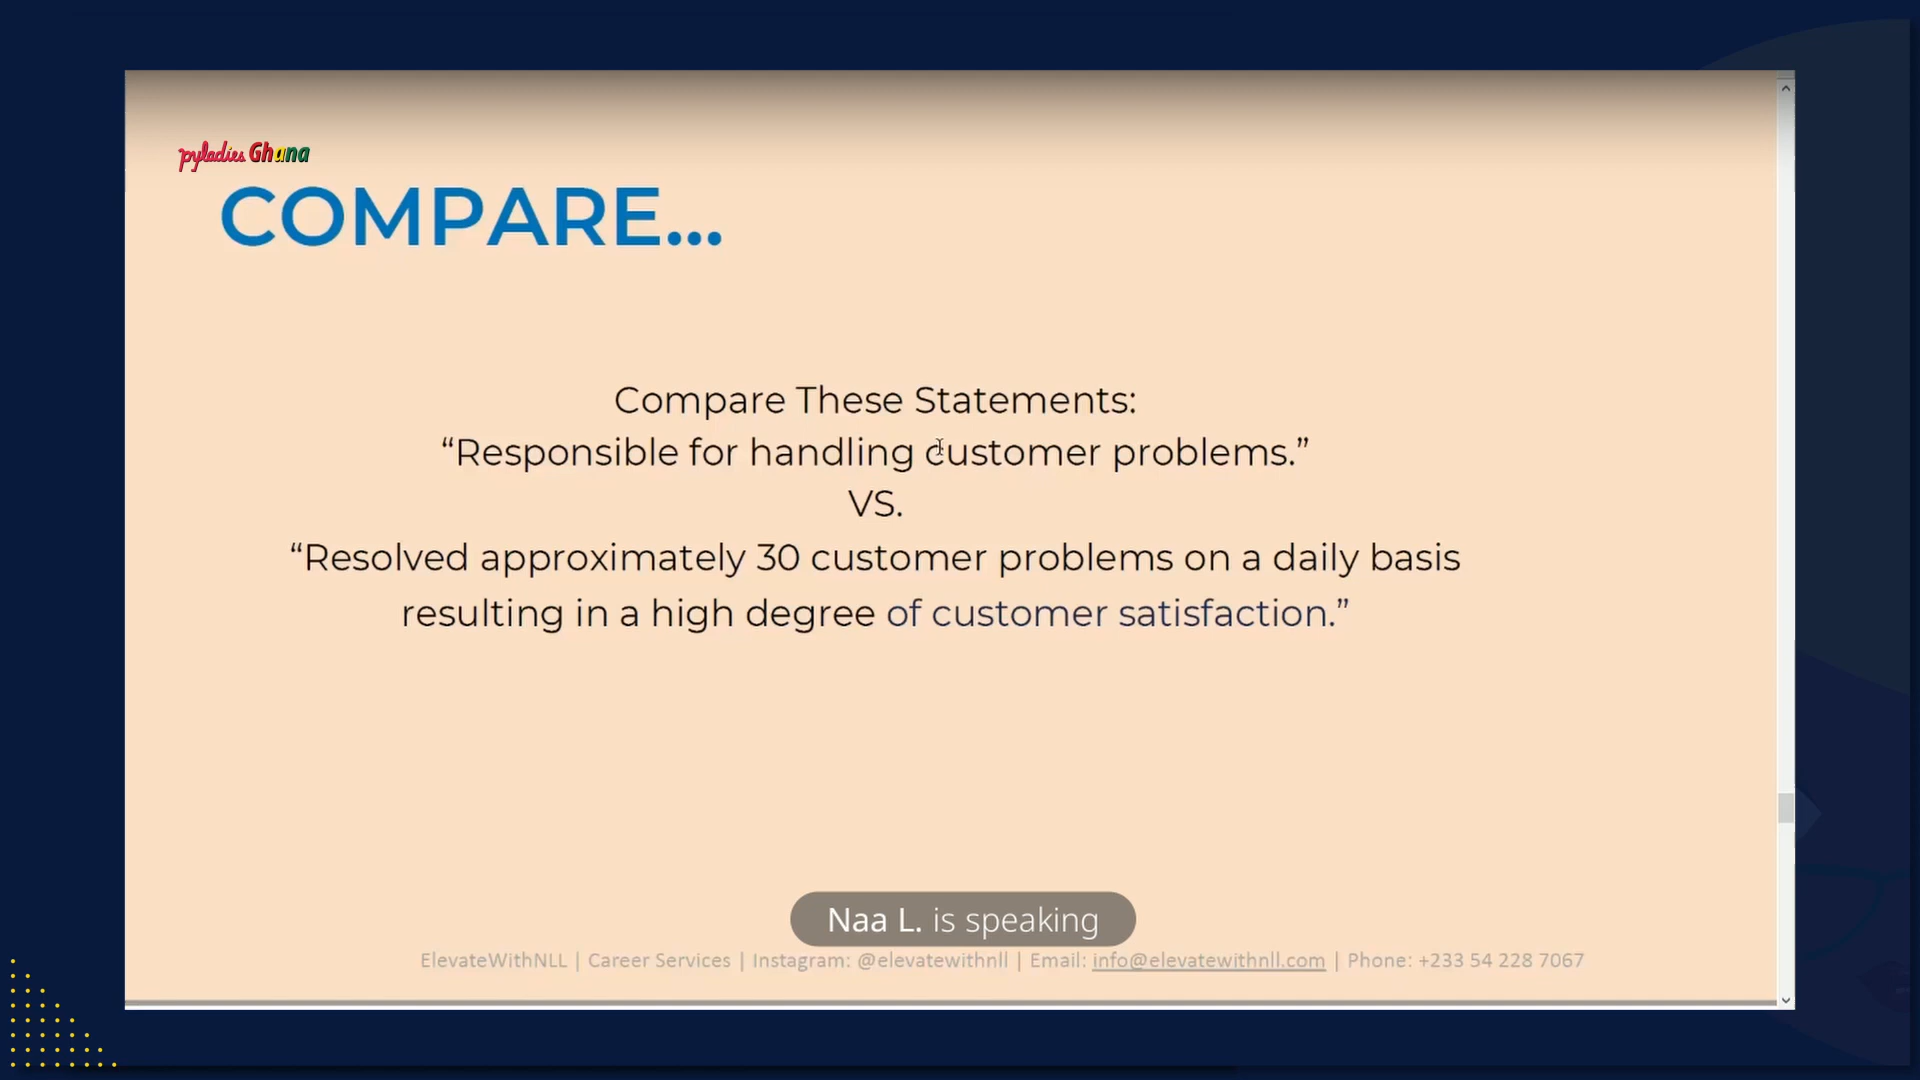 pyladies Ghana
COMPARE...
Compare These Statements:
“Responsible for handling customer problems.”
VS.
“Resolved approximately 30 customer problems on a daily basis
resulting in a high degree of customer satisfaction.”
Naa L. is speaking
ElevateWithNLL | Career Services | Instagram: @elevatewithnll | Email: info@elevatewithnll.com | Phone: +233 54 228 7067